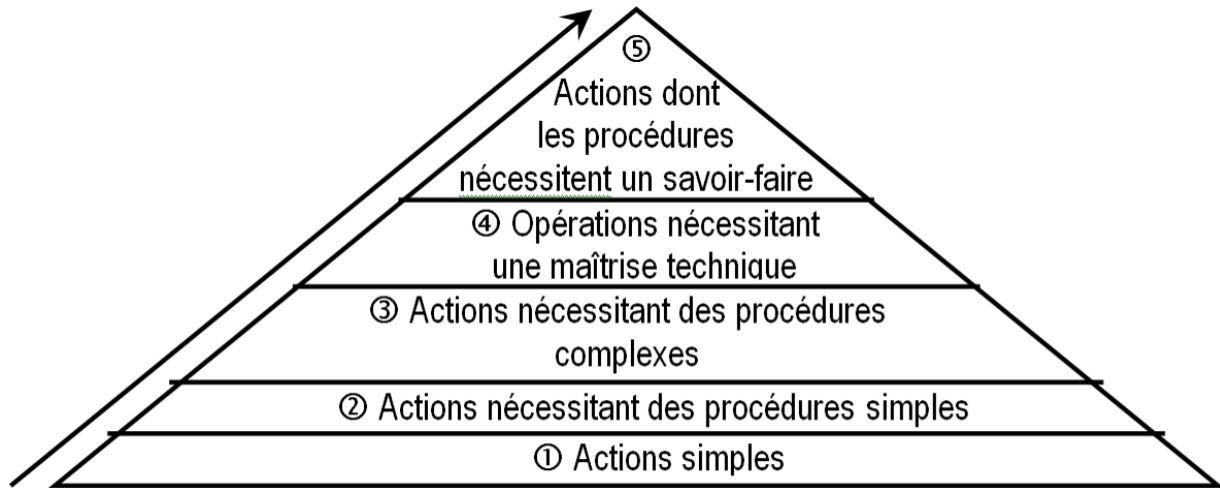 ⑤
Actions dont
les procédures
nécessitent un savoir-faire
④ Opérations nécessitant
une maîtrise technique
③ Actions nécessitant des procédures
complexes
② Actions nécessitant des procédures simples
① Actions simples